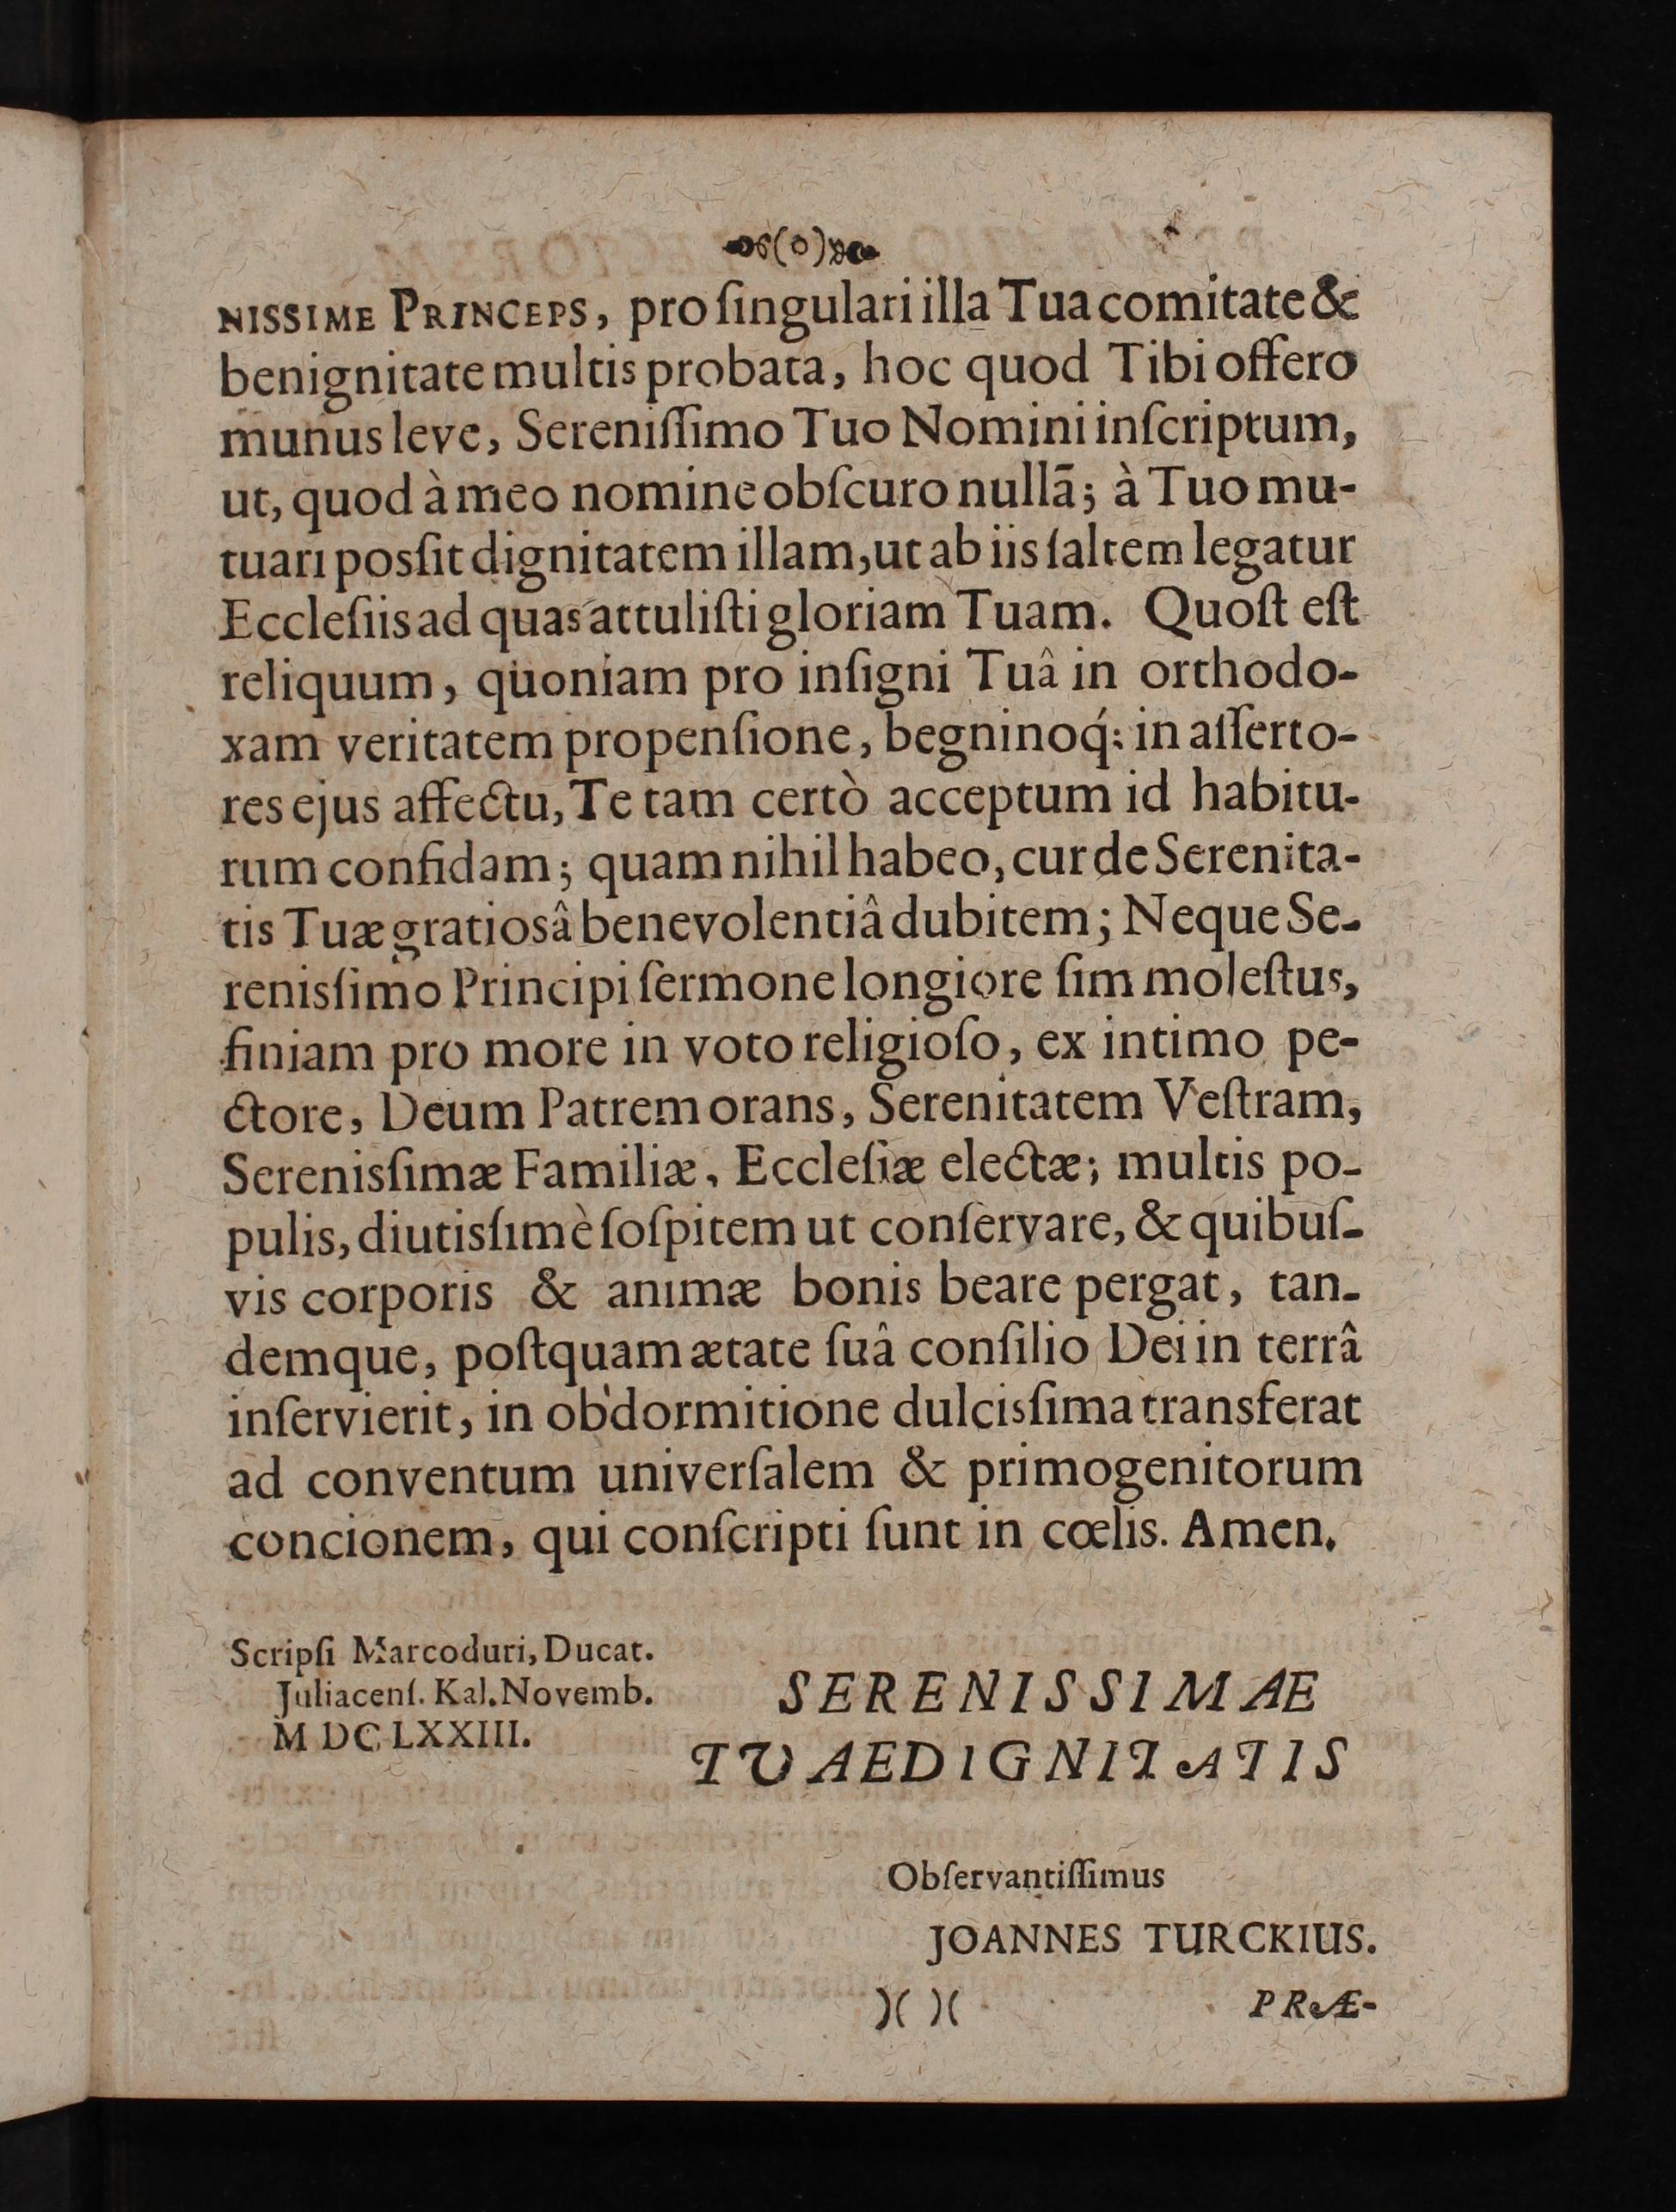 (o)
NISSIME PRINCEPS, pro ſingulari illa Tua comitate &
benignitate multis probata, hoc quod Tibi offero
munus leve, Sereniſſimo Tuo Nomini inſcriptum,
ut, quod à meo nomine obſcuro nullā; à Tuo mu-
tuari posſit dignitatem illam, ut ab iis ſaltem legatur
Eccleſiis ad quas attuliſti gloriam Tuam. Quoſt eſt
reliquum, quoniam pro inſigni Tuâ in orthodo-
xam veritatem propenſione, begninoq́; in aſſerto-
res ejus affectu, Te tam certò acceptum id habitu-
rum confidam; quam nihil habeo, cur de Serenita-
tis Tuæ gratiosâ benevolentiâ dubitem; Neque Se-
renisſimo Principi ſermone longiore ſim moleſtus,
finiam pro more in voto religioſo, ex intimo pe-
ctore, Deum Patrem orans, Serenitatem Veſtram,
Serenisſimæ Familiæ, Eccleſiæ electæ; multis po-
pulis, diutisſimè ſoſpitem ut conſervare, & quibuſ-
vis corporis & animæ bonis beare pergat, tan-
demque, poſtquam ætate ſuâ conſilio Dei in terrâ
inſervierit, in obdormitione dulcisſima transferat
ad conventum univerſalem & primogenitorum
concionem, qui conſcripti ſunt in cœlis. Amen.
Scripſi Marcoduri, Ducat.
Juliacenſ. Kal. Novemb.
M DC LXXIII.
SERENISSIMAE
TUAE DIGNITATIS
Obſervantiſſimus
JOANNES TURCKIUS.
)( )( PRÆ-